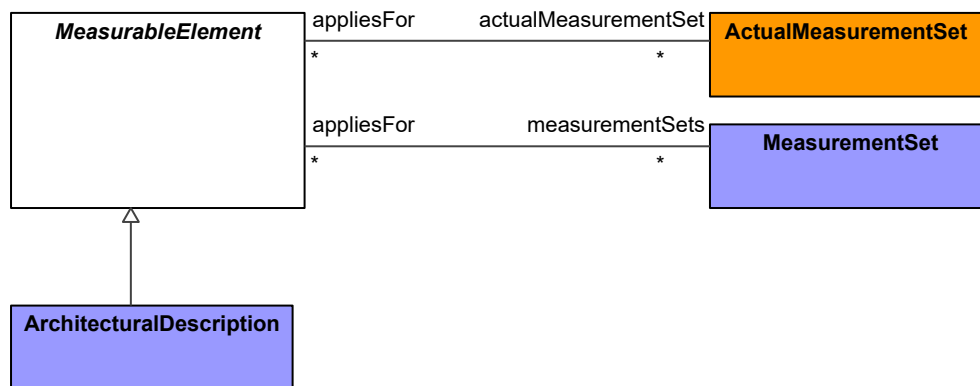 MeasurableElement
appliesFor
actualMeasurementSet
*
*
ActualMeasurementSet
appliesFor
measurementSets
*
*
MeasurementSet
ArchitecturalDescription